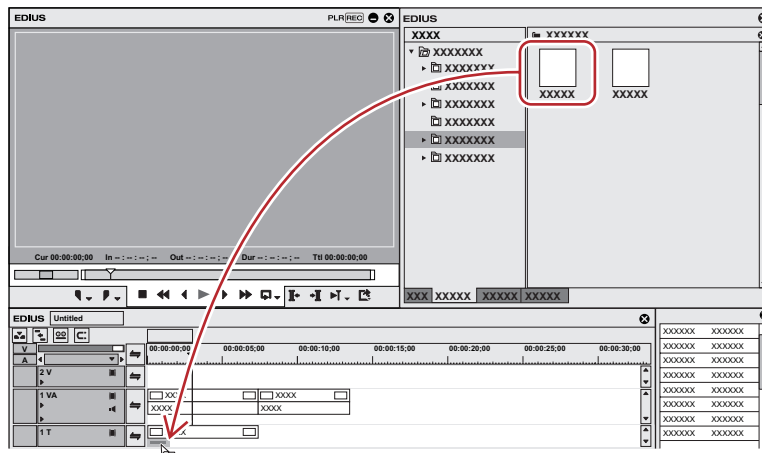 EDIUS PLR REC
Cur 00:00:00;00 In -- : -- : -- ; -- Out -- : -- : -- ; -- Dur -- : -- : -- ; -- Ttl 00:00:00;00
EDIUS
XXXX
XXXXXX
XXXXXXX
XXXXXXX
XXXXXXX
XXXXXXX
XXXXXXX
XXXXXXX
XXXXXXX
XXXXX XXXXX
XXX XXXXX XXXXX XXXXX
EDIUS Untitled
V
A
00:00:00;00 00:00:05;00 00:00:10;00 00:00:15;00 00:00:20;00 00:00:25;00 00:00:30;00
2 V
1 VA
XXXX
XXXX XXXX
1 T
XXXXXX XXXXXX
XXXXXX XXXXXX
XXXXXX XXXXXX
XXXXXX XXXXXX
XXXXXX XXXXXX
XXXXXX XXXXXX
XXXXXX XXXXXX
XXXXXX XXXXXX